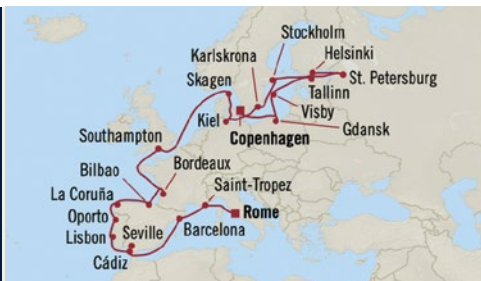 Stockholm
Karlskrona
Helsinki
Skagen
St. Petersburg
Tallinn
Kiel
Visby
Copenhagen
Gdansk
Southampton
Bilbao
Bordeaux
La Coruña
Saint-Tropez
Oporto
Rome
Seville
Barcelona
Lisbon
Cádiz